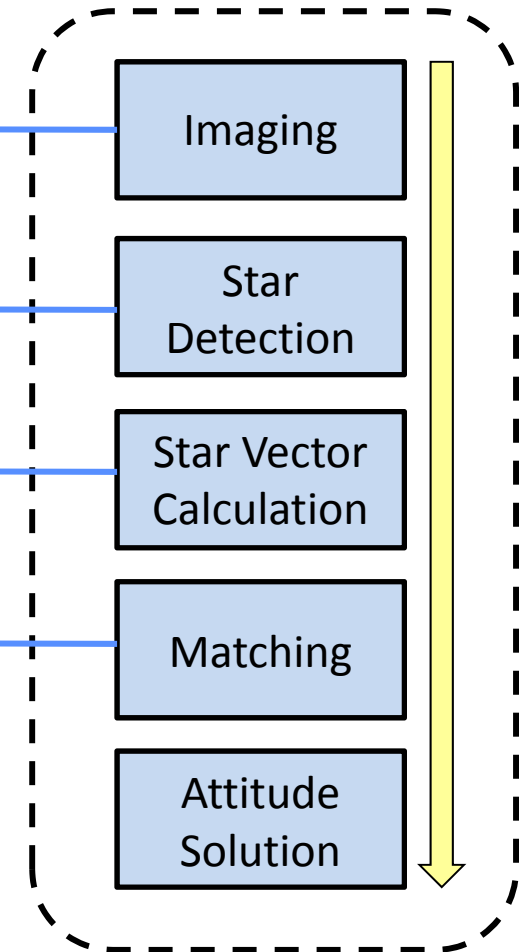 Imaging
Star
Detection
Star Vector
Calculation
Matching
Attitude
Solution